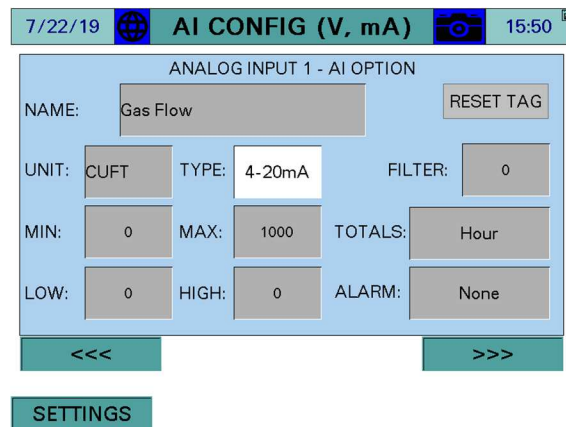 7/22/19 AI CONFIG (V, mA) 15:50
ANALOG INPUT 1 - AI OPTION
NAME: Gas Flow RESET TAG
UNIT: CUFT TYPE: 4-20mA FILTER: 0
MIN: 0 MAX: 1000 TOTALS: Hour
LOW: 0 HIGH: 0 ALARM: None
<<< >>>
SETTINGS